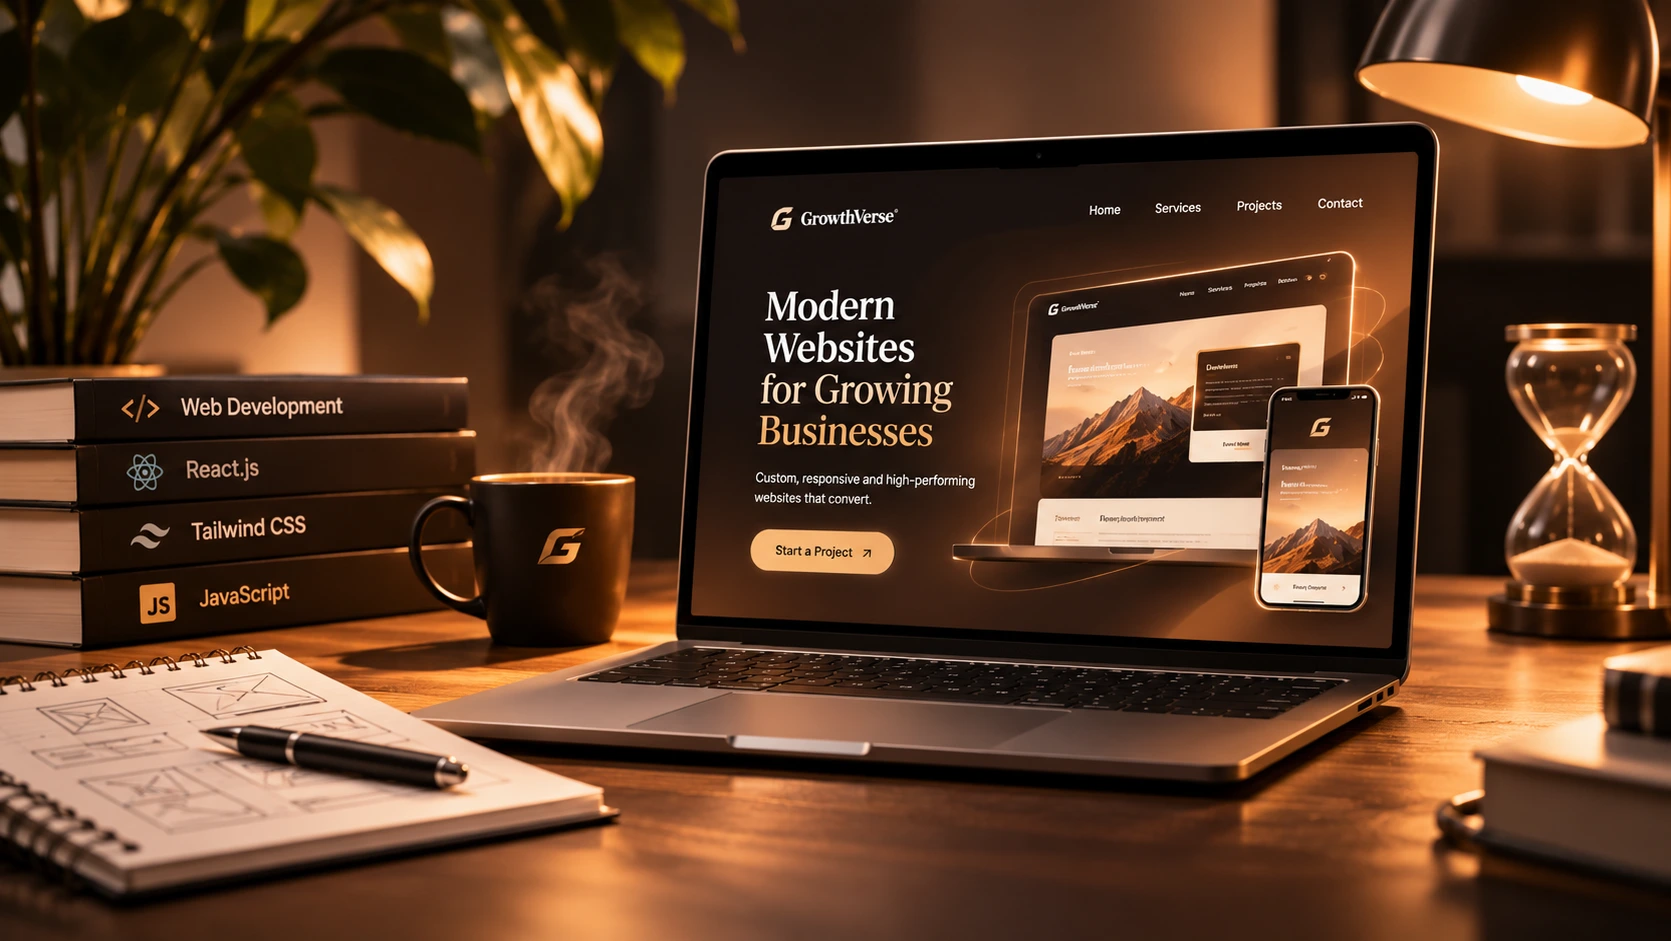 GrowthVerse
Home
Services
Projects
Contact
Modern
Websites
for Growing
Businesses
Custom, responsive and high-performing
websites that convert.
Start a Project
GrowthVerse
Services
Web Development
React.js
Tailwind CSS
JS JavaScript